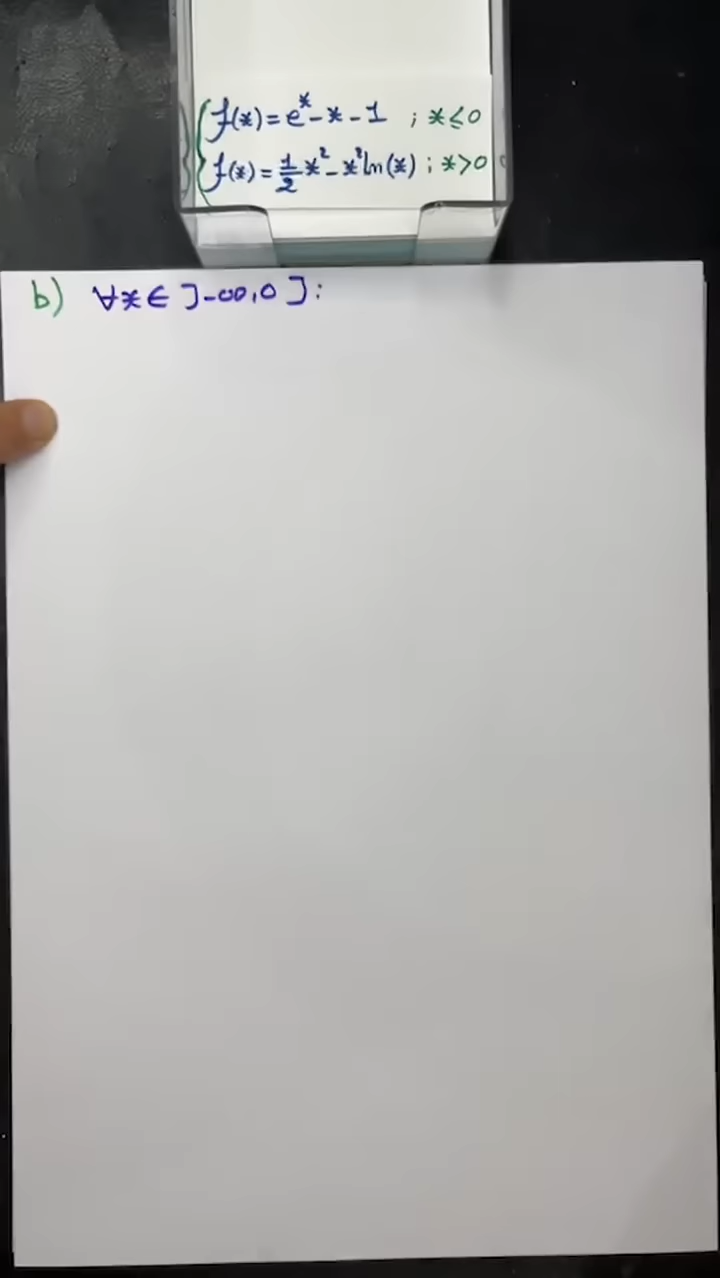 { f(x) = e^x - x - 1 ; x ≤ 0
f(x) = 1/2 x² - x² ln(x) ; x > 0
b) ∀x ∈ ]-∞, 0 ] :